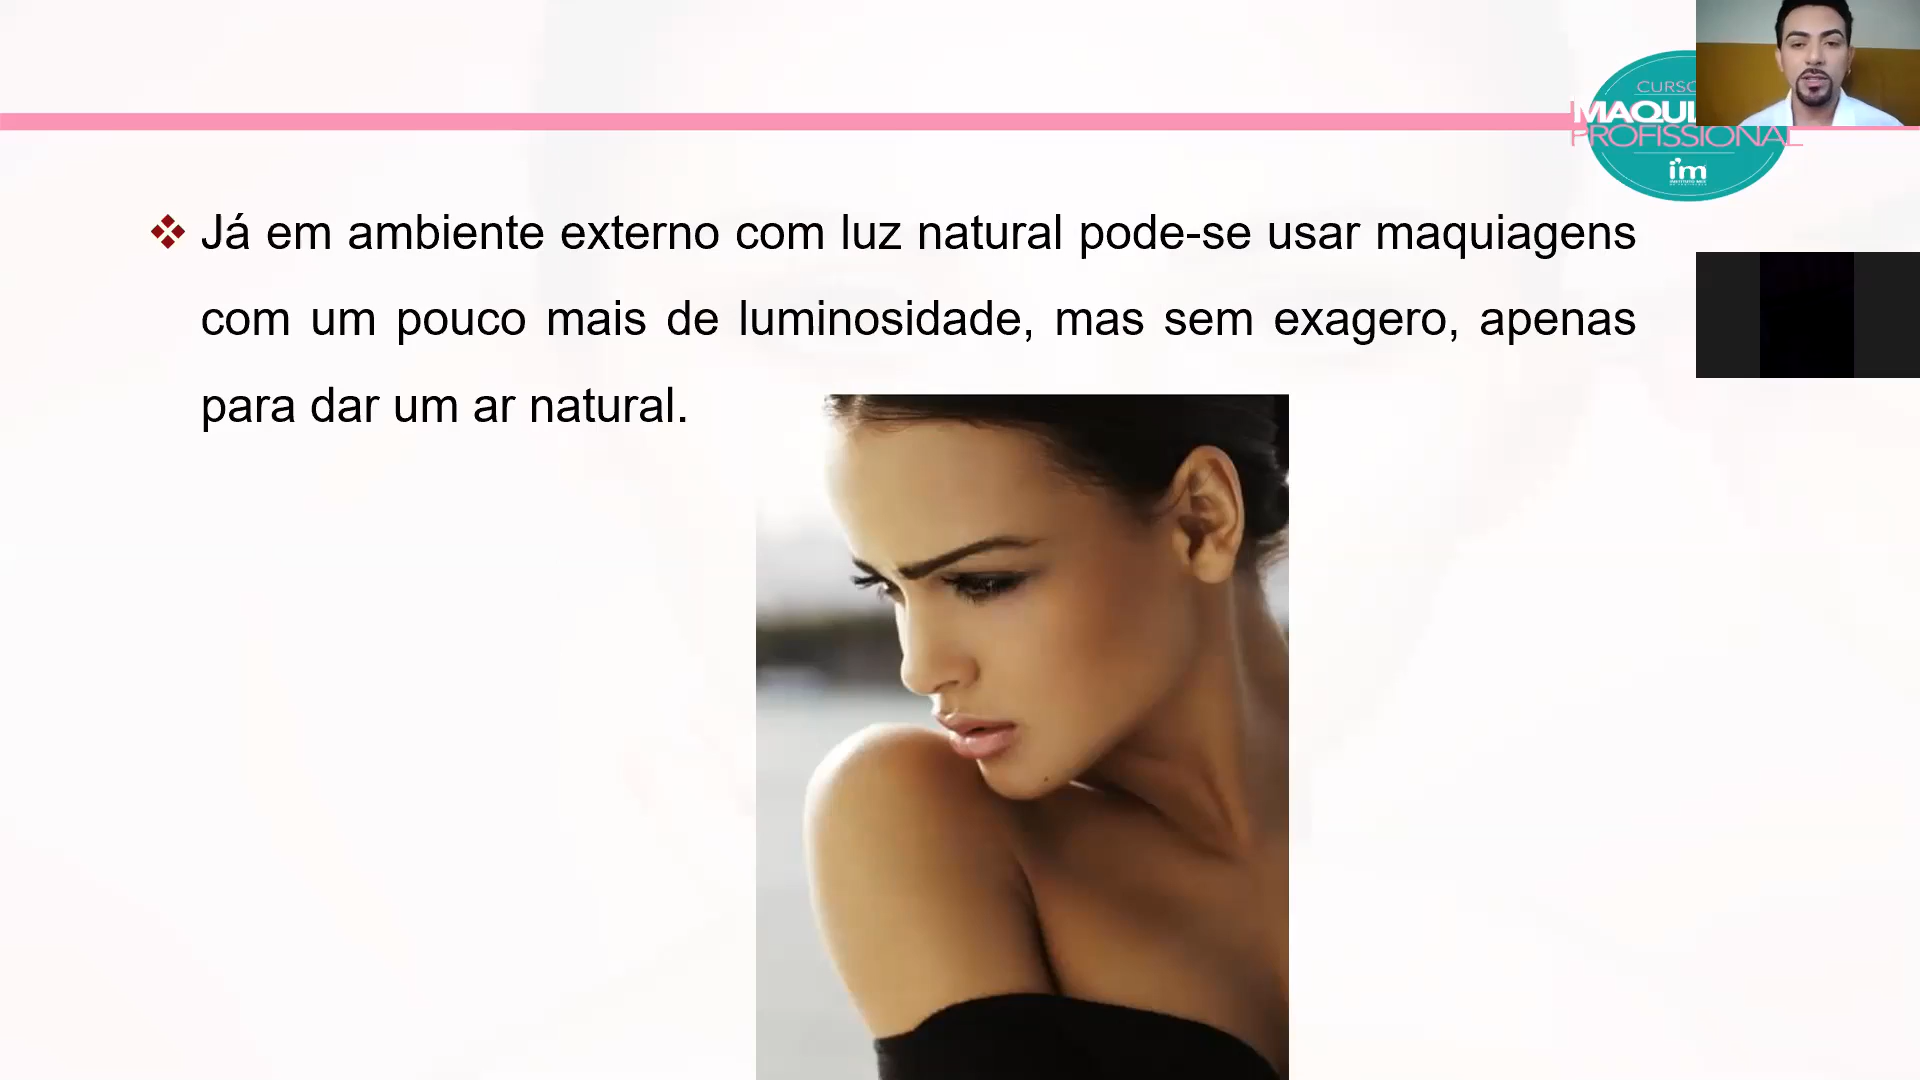 CURSO
MAQUI
PROFISSIONAL
im
Já em ambiente externo com luz natural pode-se usar maquiagens
com um pouco mais de luminosidade, mas sem exagero, apenas
para dar um ar natural.